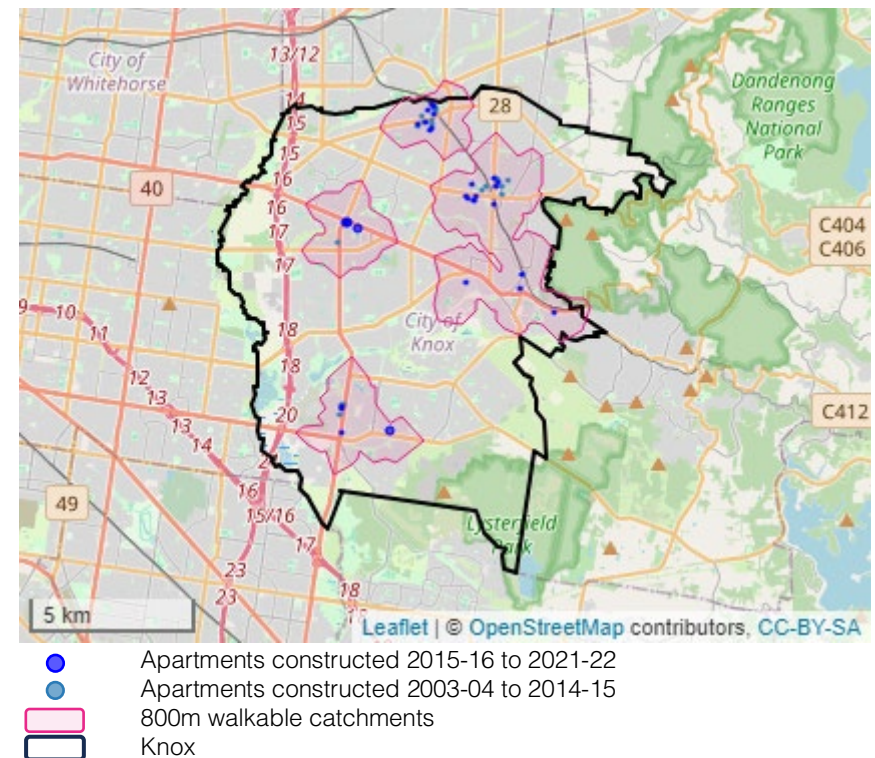 13/12
City of
Whitehorse
Dandenong
Ranges
National
Park
14
28
15
15
16
40
16
C404
C406
17
17
9
10
11
18
City of
Knox
18
12
13
C412
20
13
14
2
16
49
15/16
Lysterfield
Park
17
23
18
23
5 km
Leaflet | © OpenStreetMap contributors, CC-BY-SA
Apartments constructed 2015-16 to 2021-22
Apartments constructed 2003-04 to 2014-15
800m walkable catchments
Knox